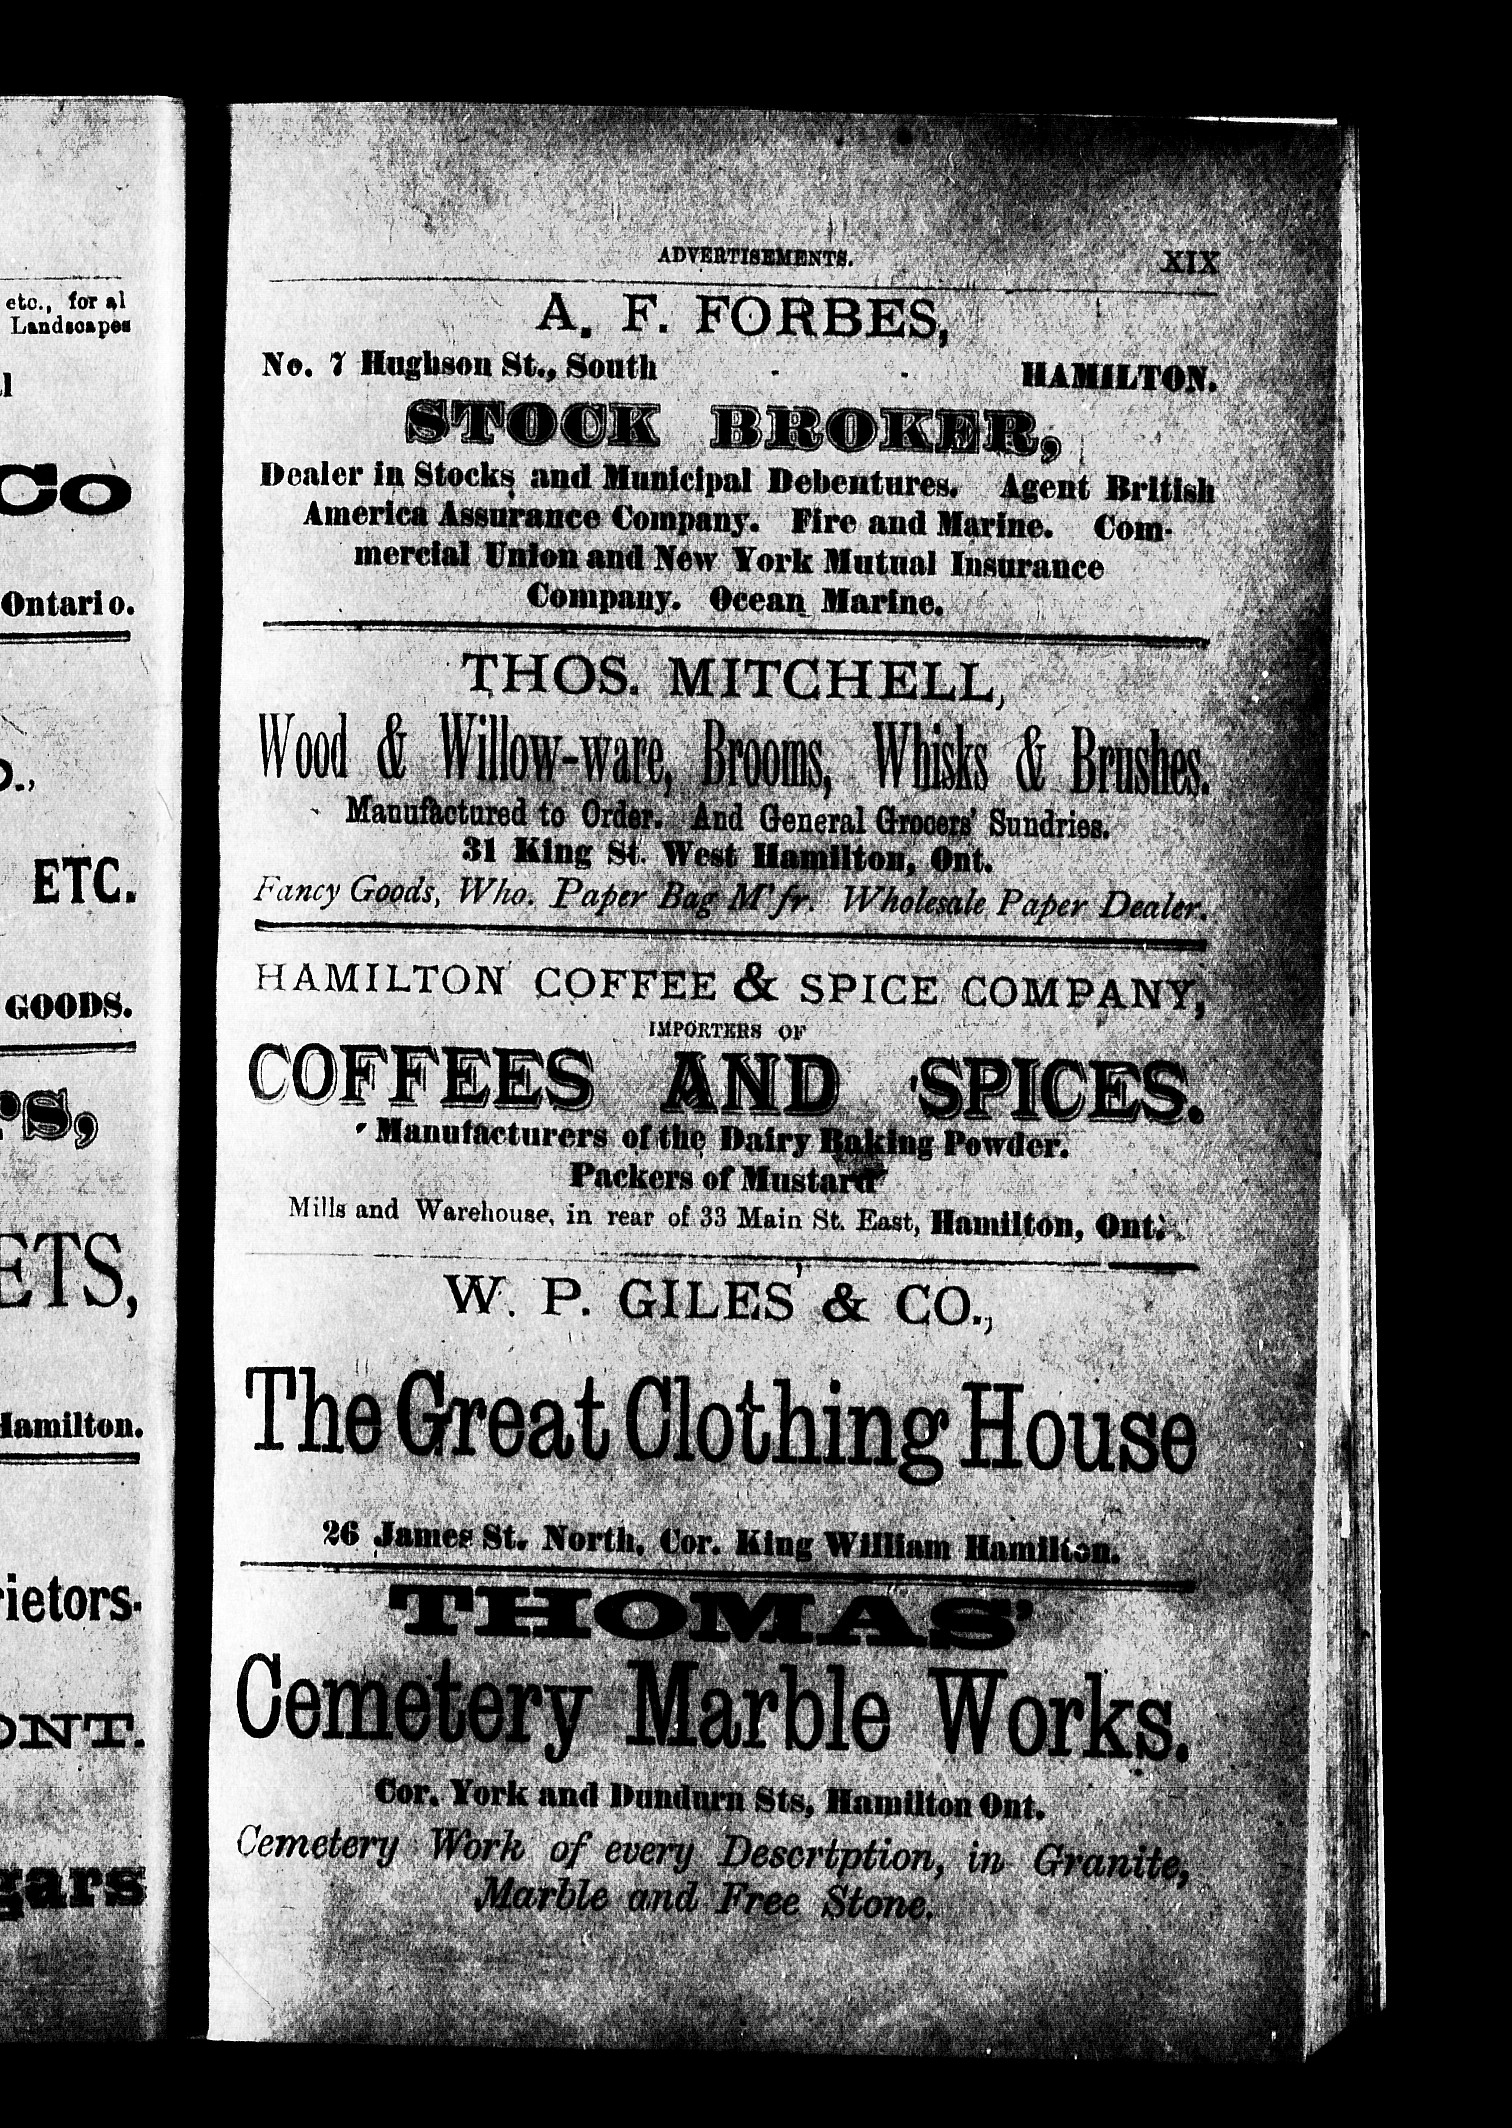 etc., for al
Landscapes
l
Co
Ontario.
ETC.
GOODS.
ETS,
Hamilton.
rietors.
ONT.
gars
ADVERTISEMENTS. XIX
A. F. FORBES,
No. 7 Hughson St., South - - HAMILTON.
STOCK BROKER,
Dealer in Stocks and Municipal Debentures. Agent British
America Assurance Company. Fire and Marine. Com-
mercial Union and New York Mutual Insurance
Company. Ocean Marine.
THOS. MITCHELL,
Wood & Willow-ware, Brooms, Whisks & Brushes.
Manufactured to Order. And General Grocers' Sundries.
31 King St. West Hamilton, Ont.
Fancy Goods, Who. Paper Bag M'fr. Wholesale Paper Dealer.
HAMILTON COFFEE & SPICE COMPANY,
IMPORTERS OF
COFFEES AND SPICES.
Manufacturers of the Dairy Baking Powder.
Packers of Mustard
Mills and Warehouse, in rear of 33 Main St. East, Hamilton, Ont.
W. P. GILES & CO.,
The Great Clothing House
26 James St. North, Cor. King William Hamilton.
THOMAS'
Cemetery Marble Works.
Cor. York and Dundurn Sts, Hamilton Ont.
Cemetery Work of every Descrtption, in Granite,
Marble and Free Stone.